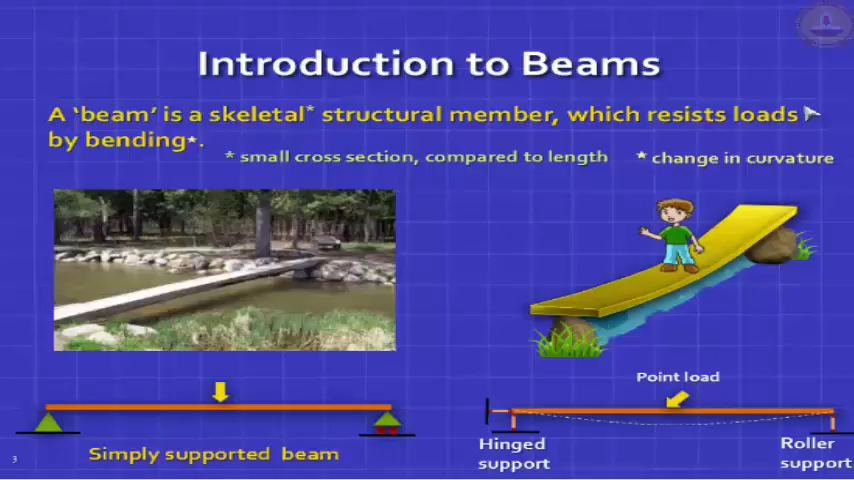 Introduction to Beams
A ‘beam’ is a skeletal* structural member, which resists loads
by bending*.
* small cross section, compared to length
* change in curvature
Point load
Hinged
support
Roller
support
Simply supported beam
3